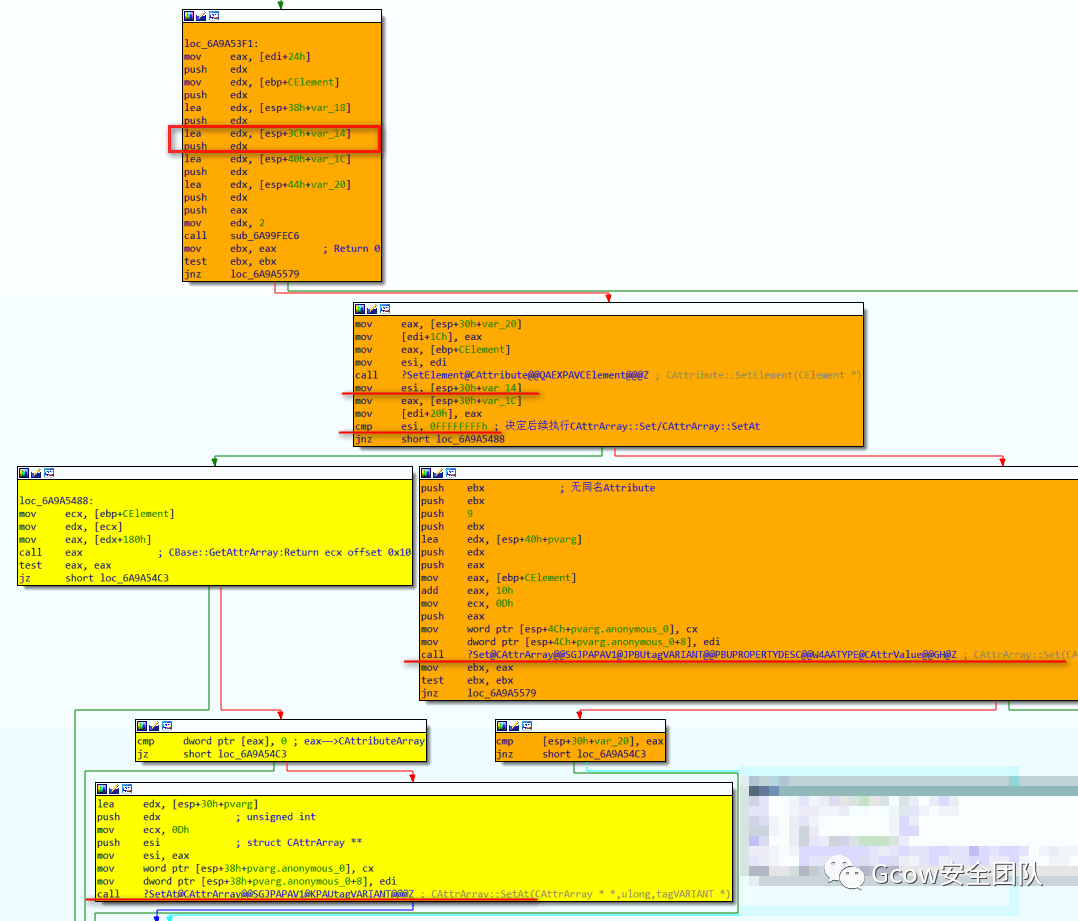 loc_6A9A53F1:
mov eax, [edi+24h]
push edx
mov edx, [ebp+CElement]
push edx
lea edx, [esp+38h+var_18]
push edx
lea edx, [esp+3Ch+var_14]
push edx
lea edx, [esp+40h+var_1C]
push edx
lea edx, [esp+44h+var_20]
push edx
push eax
mov edx, 2
call sub_6A99FEC6
mov ebx, eax ; Return 0
test ebx, ebx
jnz loc_6A9A5579
mov eax, [esp+30h+var_20]
mov [edi+1Ch], eax
mov eax, [ebp+CElement]
mov esi, edi
call ?SetElement@CAttribute@@QAEXPAVCElement@@@Z ; CAttribute::SetElement(CElement *)
mov esi, [esp+30h+var_14]
mov eax, [esp+30h+var_1C]
mov [edi+20h], eax
cmp esi, 0FFFFFFFFh ; 决定后续执行CAttrArray::Set/CAttrArray::SetAt
jnz short loc_6A9A5488
loc_6A9A5488:
mov ecx, [ebp+CElement]
mov edx, [ecx]
mov eax, [edx+180h]
call eax ; CBase::GetAttrArray:Return ecx offset 0x10
test eax, eax
jz short loc_6A9A54C3
push ebx ; 无同名Attribute
push ebx
push 9
push ebx
lea edx, [esp+40h+pvarg]
push edx
push eax
mov eax, [ebp+CElement]
add eax, 10h
mov ecx, 0Dh
push eax
mov word ptr [esp+4Ch+pvarg.anonymous_0], cx
mov dword ptr [esp+4Ch+pvarg.anonymous_0+8], edi
call ?Set@CAttrArray@@SGJPAPAV1@JPBUtagVARIANT@@PBUPROPERTYDESC@@W4AATYPE@CAttrValue@@GH@Z ; CAttrArray::Set(CA
mov ebx, eax
test ebx, ebx
jnz loc_6A9A5579
cmp dword ptr [eax], 0 ; eax——>CAttributeArray
jz short loc_6A9A54C3
cmp [esp+30h+var_20], eax
jnz short loc_6A9A54C3
lea edx, [esp+30h+pvarg]
push edx ; unsigned int
mov ecx, 0Dh
push esi ; struct CAttrArray **
mov esi, eax
mov word ptr [esp+38h+pvarg.anonymous_0], cx
mov dword ptr [esp+38h+pvarg.anonymous_0+8], edi
call ?SetAt@CAttrArray@@SGJPAPAV1@KPAUtagVARIANT@@@Z ; CAttrArray::SetAt(CAttrArray * *,ulong,tagVARIANT *)
Gcow安全团队